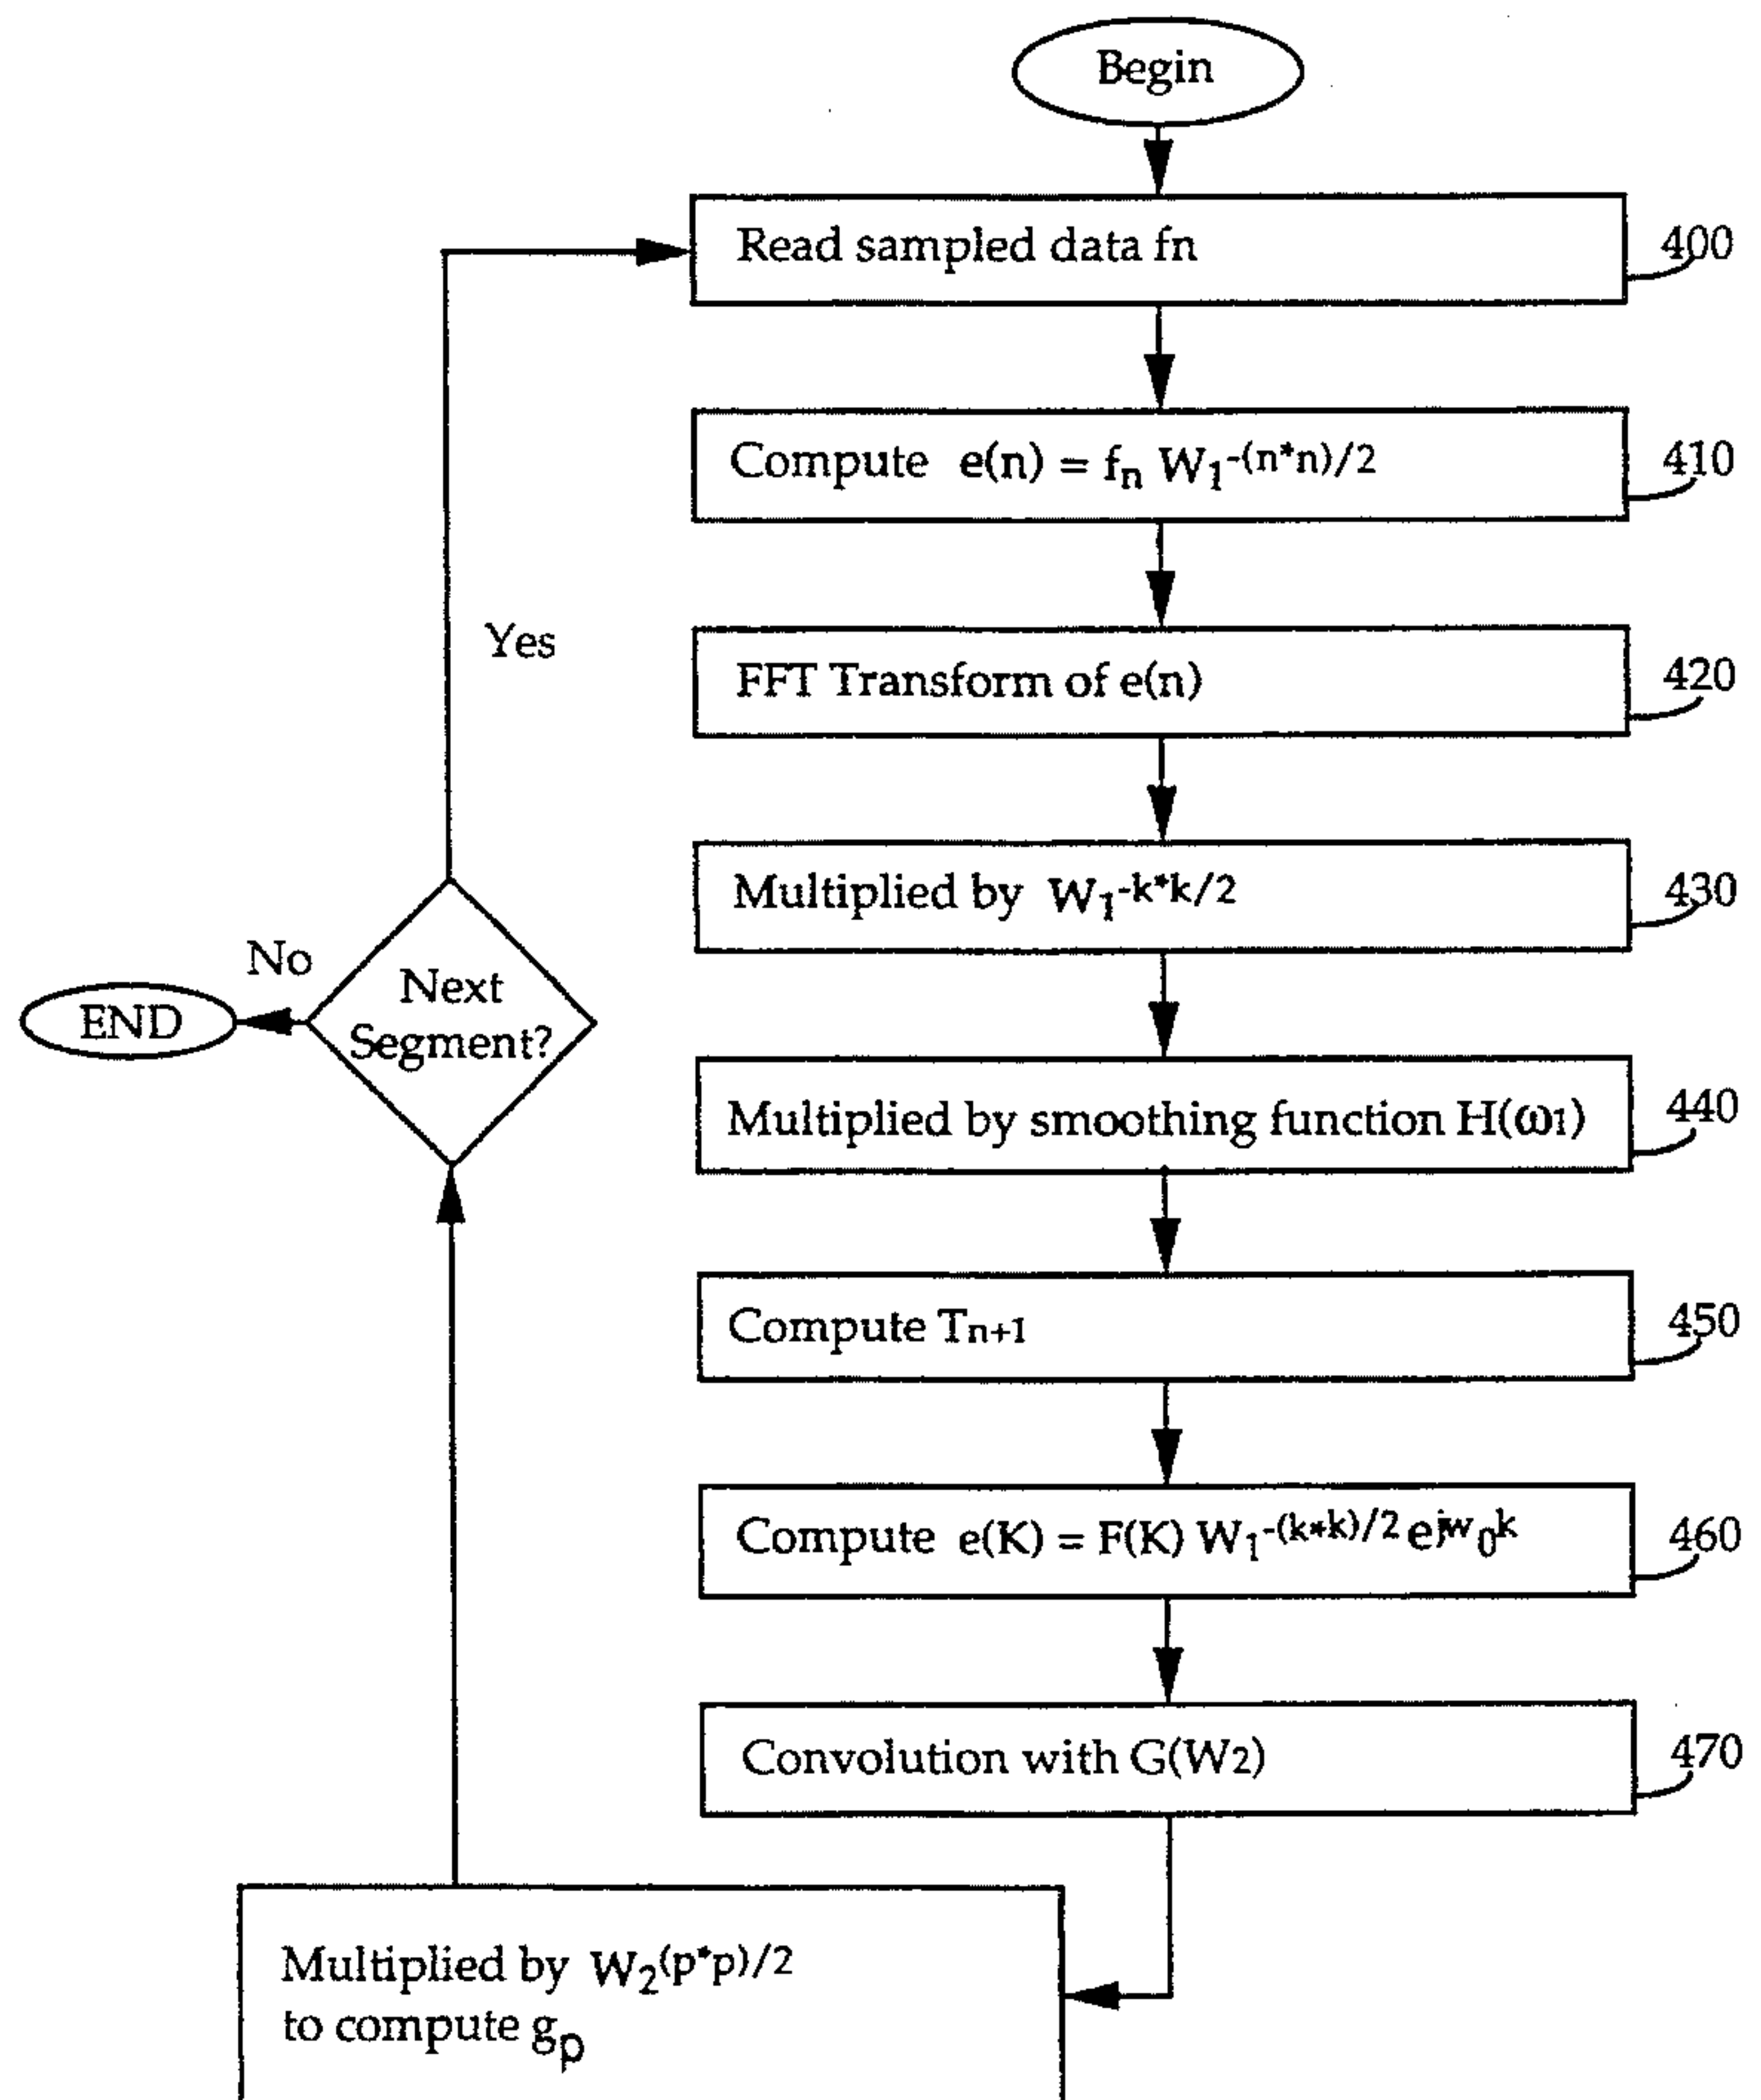 Begin
Read sampled data fn
400
Compute e(n) = fₙ W₁⁻⁽ⁿ*ⁿ⁾/²
410
Yes
FFT Transform of e(n)
420
Multiplied by W₁⁻ᵏ*ᵏ/²
430
No
Next
Segment?
END
Multiplied by smoothing function H(ω1)
440
Compute Tn+1
450
Compute e(K) = F(K) W₁⁻⁽ᵏ*ᵏ⁾/² eʲʷ₀ᵏ
460
Convolution with G(W2)
470
Multiplied by W₂⁽ᵖ*ᵖ⁾/²
to compute gₚ